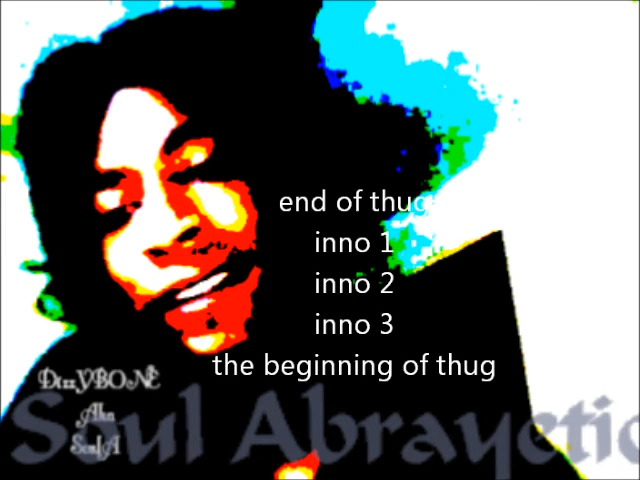 end of thug
inno 1
inno 2
inno 3
the beginning of thug
DizzYBONE
Aka
SoulA
Soul Abrayetic